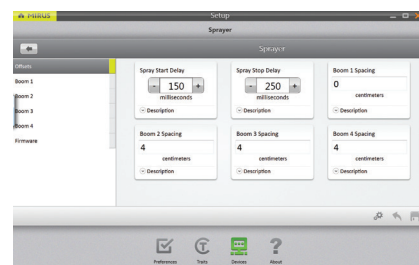 MIRUS
Setup
Sprayer
Sprayer
Offsets
Boom 1
Boom 2
Boom 3
Boom 4
Firmware
Spray Start Delay
- 150 +
milliseconds
Description
Spray Stop Delay
- 250 +
milliseconds
Description
Boom 1 Spacing
0
centimeters
Description
Boom 2 Spacing
4
centimeters
Description
Boom 3 Spacing
4
centimeters
Description
Boom 4 Spacing
4
centimeters
Description
Preferences
Traits
Devices
About